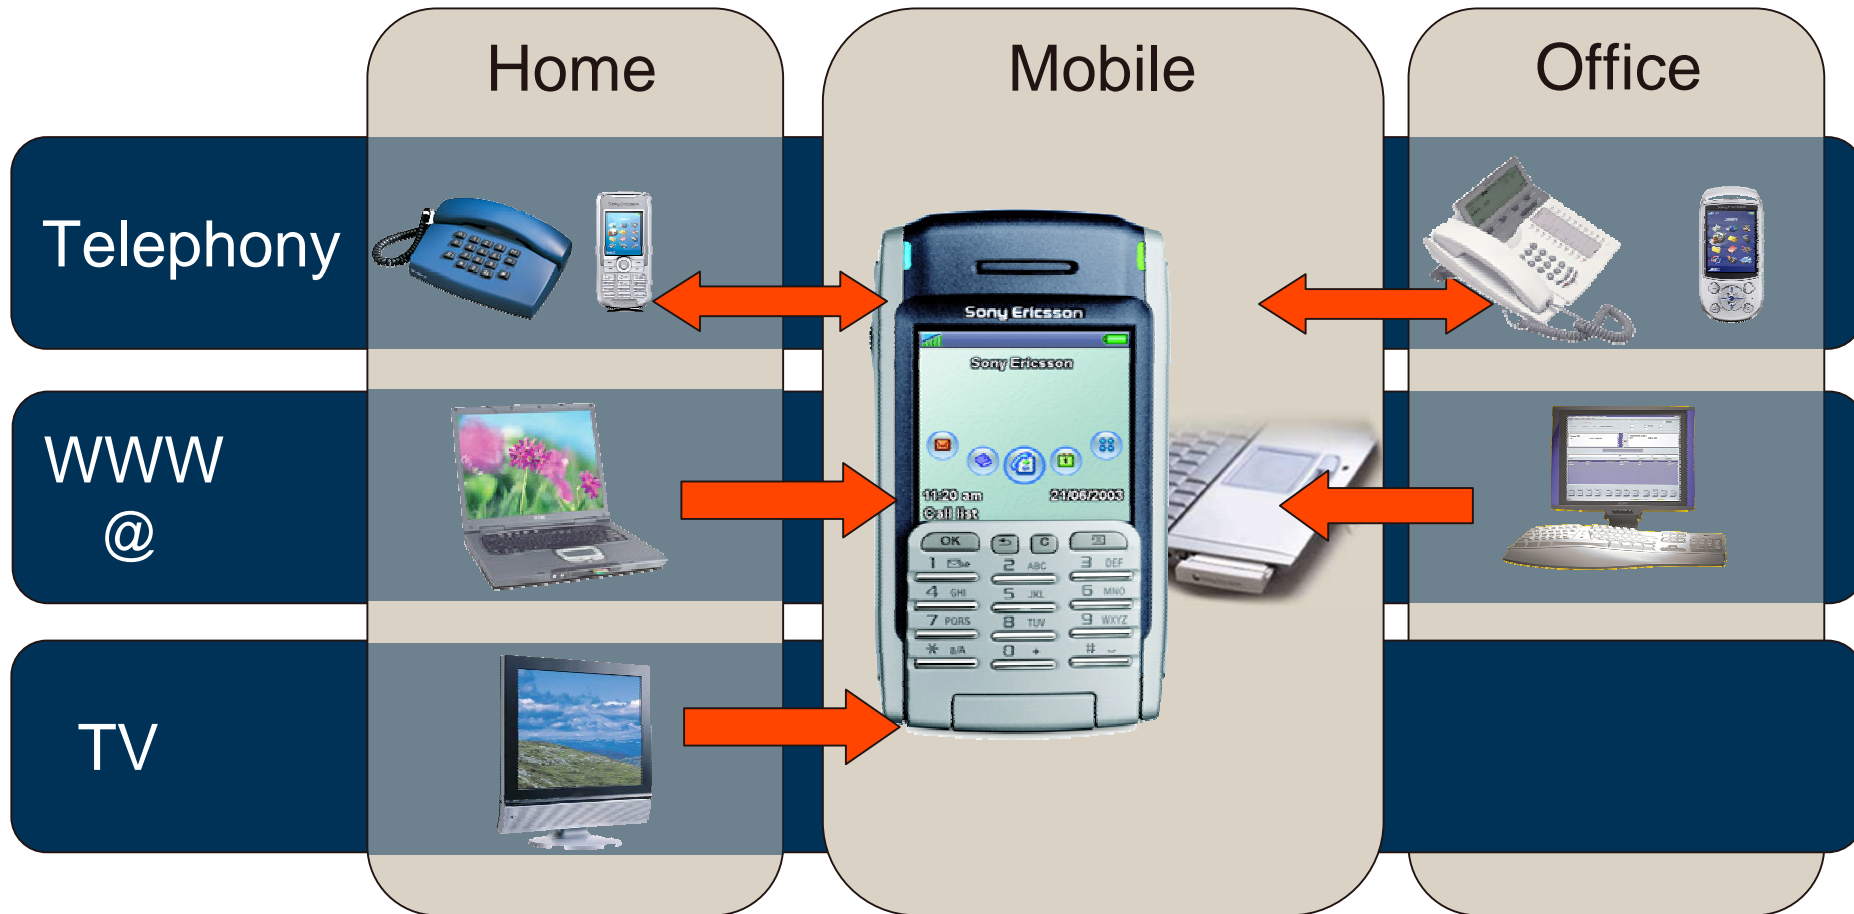 Home
Mobile
Office
Telephony
WWW
@
TV
Sony Ericsson
Sony Ericsson
11:20 am 21/06/2003
Call list
OK C
1 2 ABC 3 DEF
4 GHI 5 JKL 6 MNO
7 PQRS 8 TUV 9 WXYZ
* a/A 0 + #